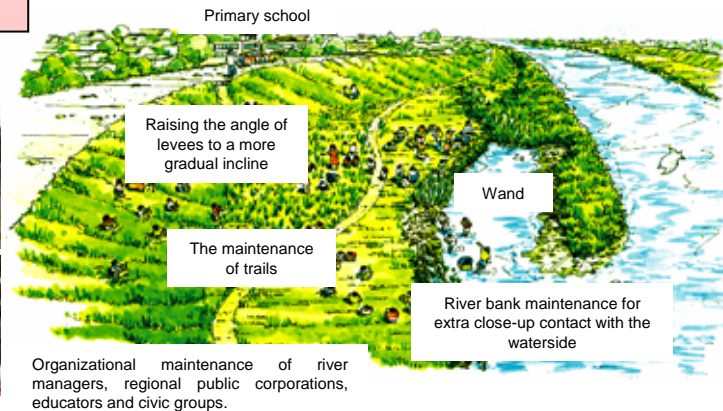 Primary school
Raising the angle of
levees to a more
gradual incline
Wand
The maintenance
of trails
River bank maintenance for
extra close-up contact with the
waterside
Organizational maintenance of river
managers, regional public corporations,
educators and civic groups.